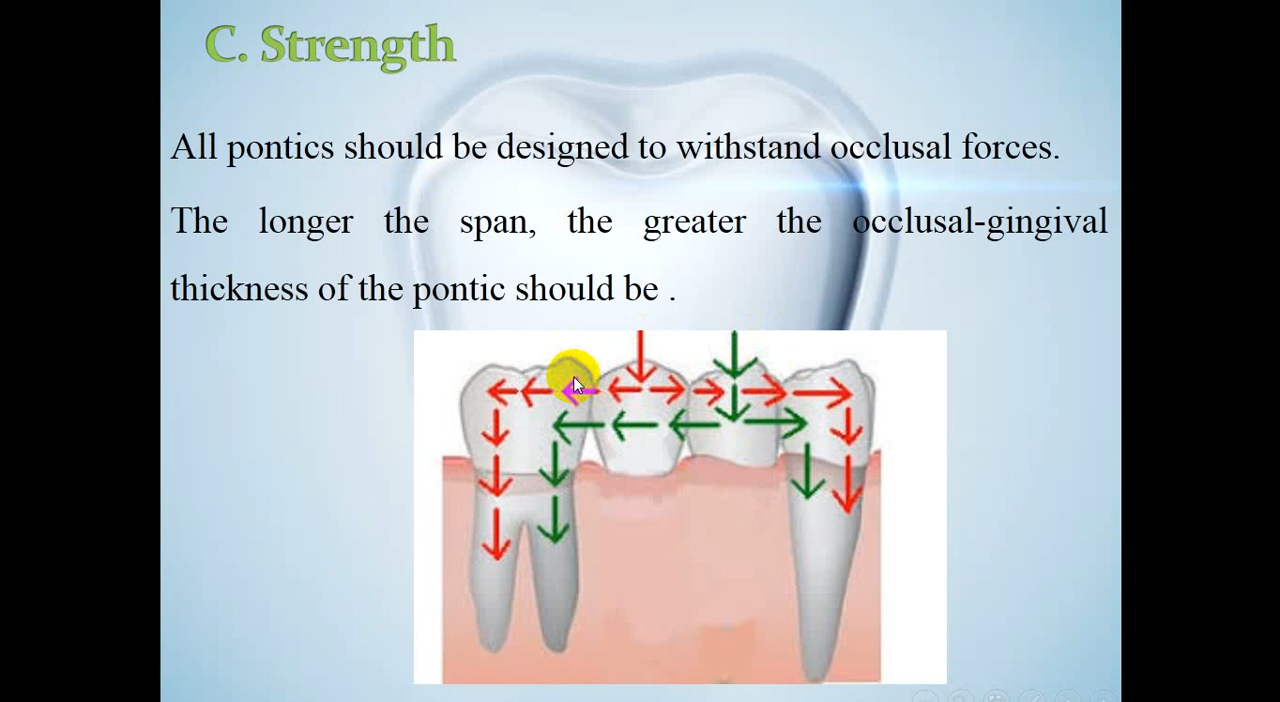 C. Strength
All pontics should be designed to withstand occlusal forces.
The longer the span, the greater the occlusal-gingival
thickness of the pontic should be .